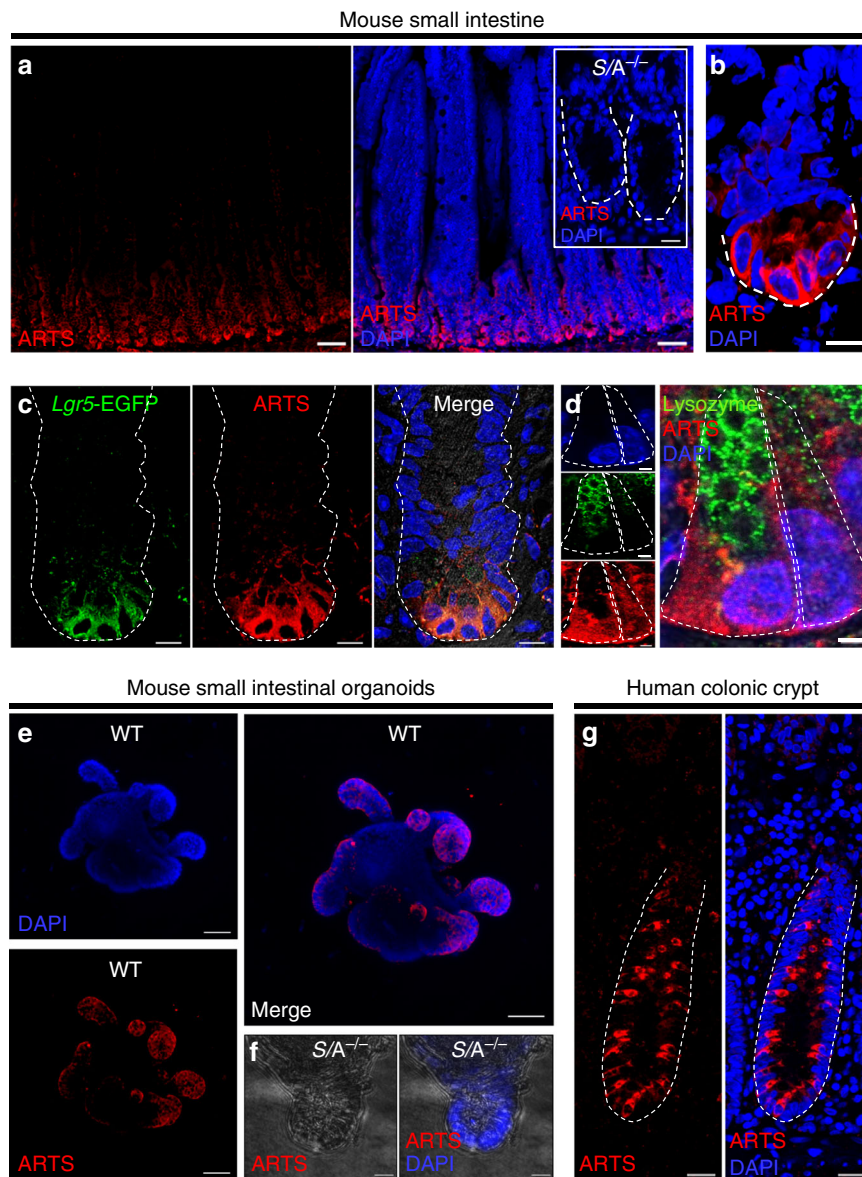 Mouse small intestine
a
ARTS
ARTS
DAPI
S/A–/–
ARTS
DAPI
b
ARTS
DAPI
c
Lgr5-EGFP
ARTS
Merge
d
Lysozyme
ARTS
DAPI
Mouse small intestinal organoids
e
WT
DAPI
WT
ARTS
WT
Merge
f
S/A–/–
ARTS
S/A–/–
ARTS
DAPI
Human colonic crypt
g
ARTS
ARTS
DAPI